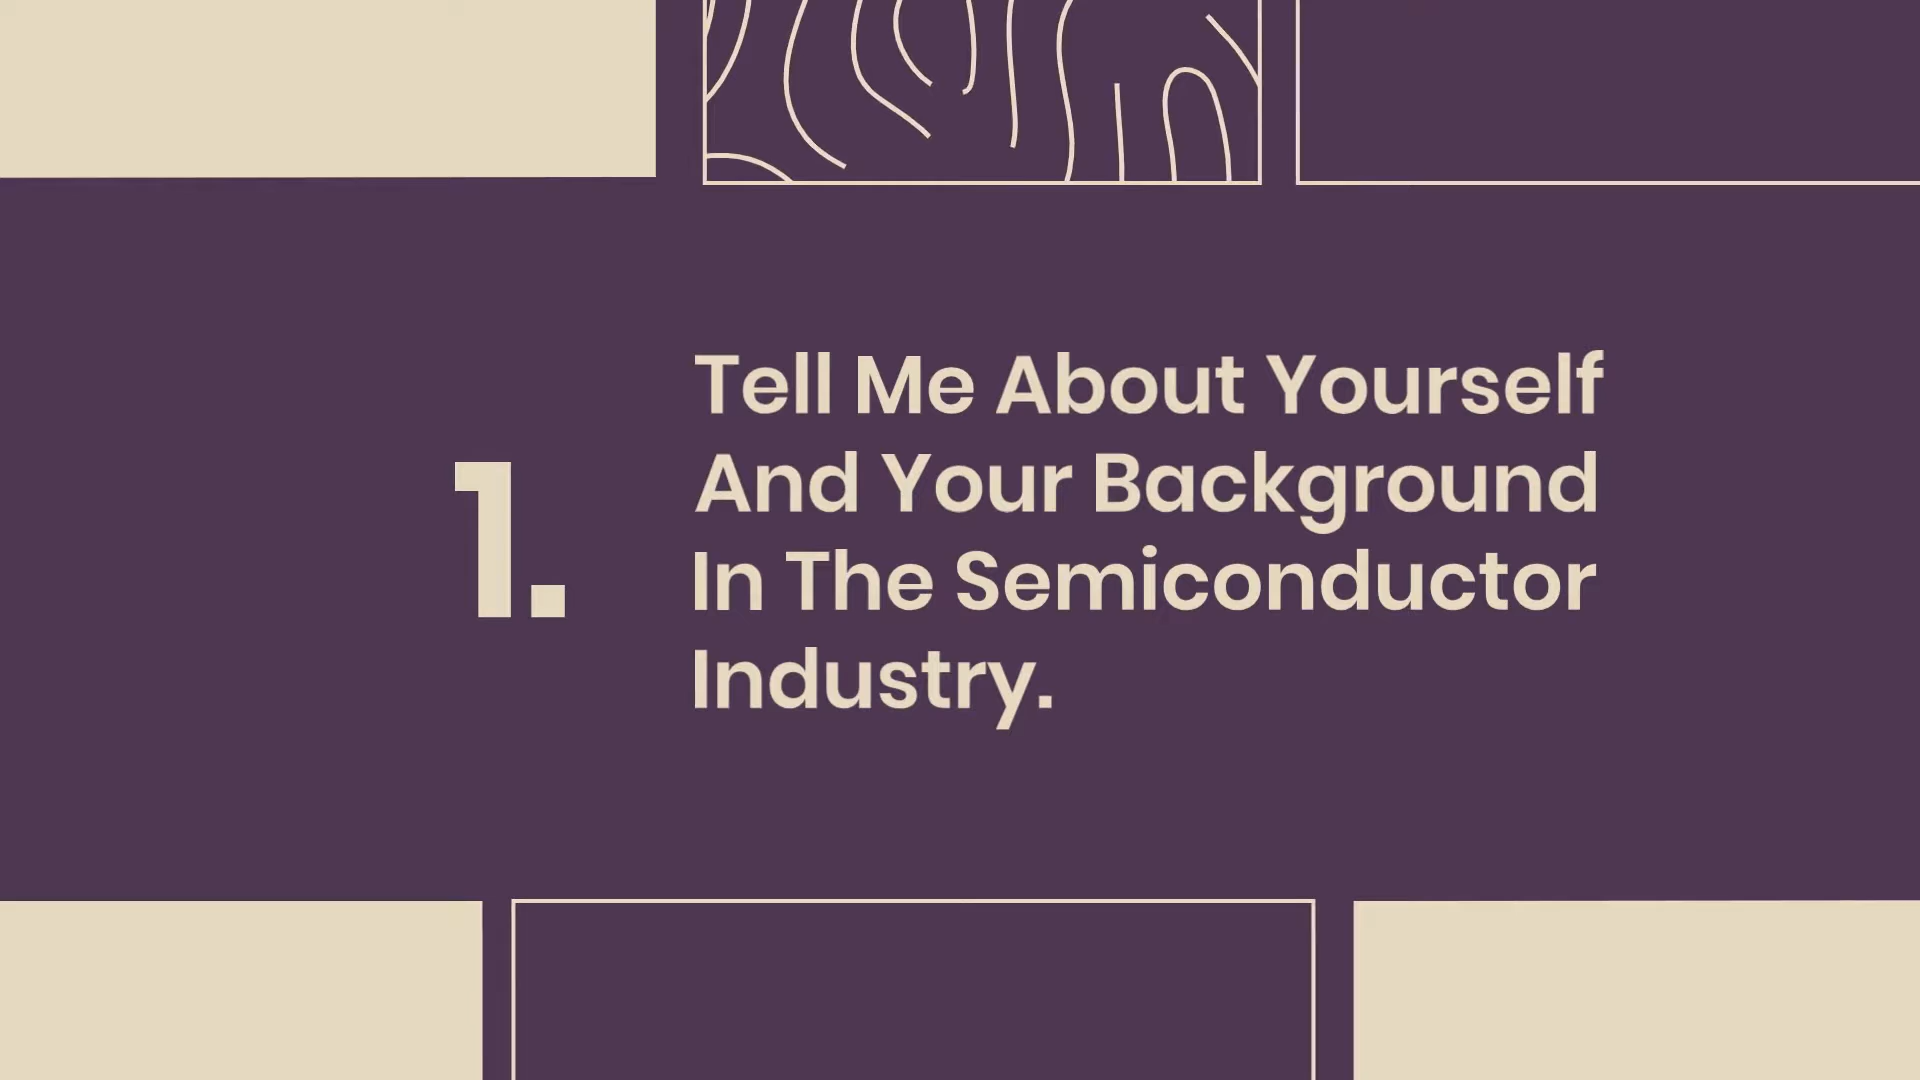 1.
Tell Me About Yourself
And Your Background
In The Semiconductor
Industry.